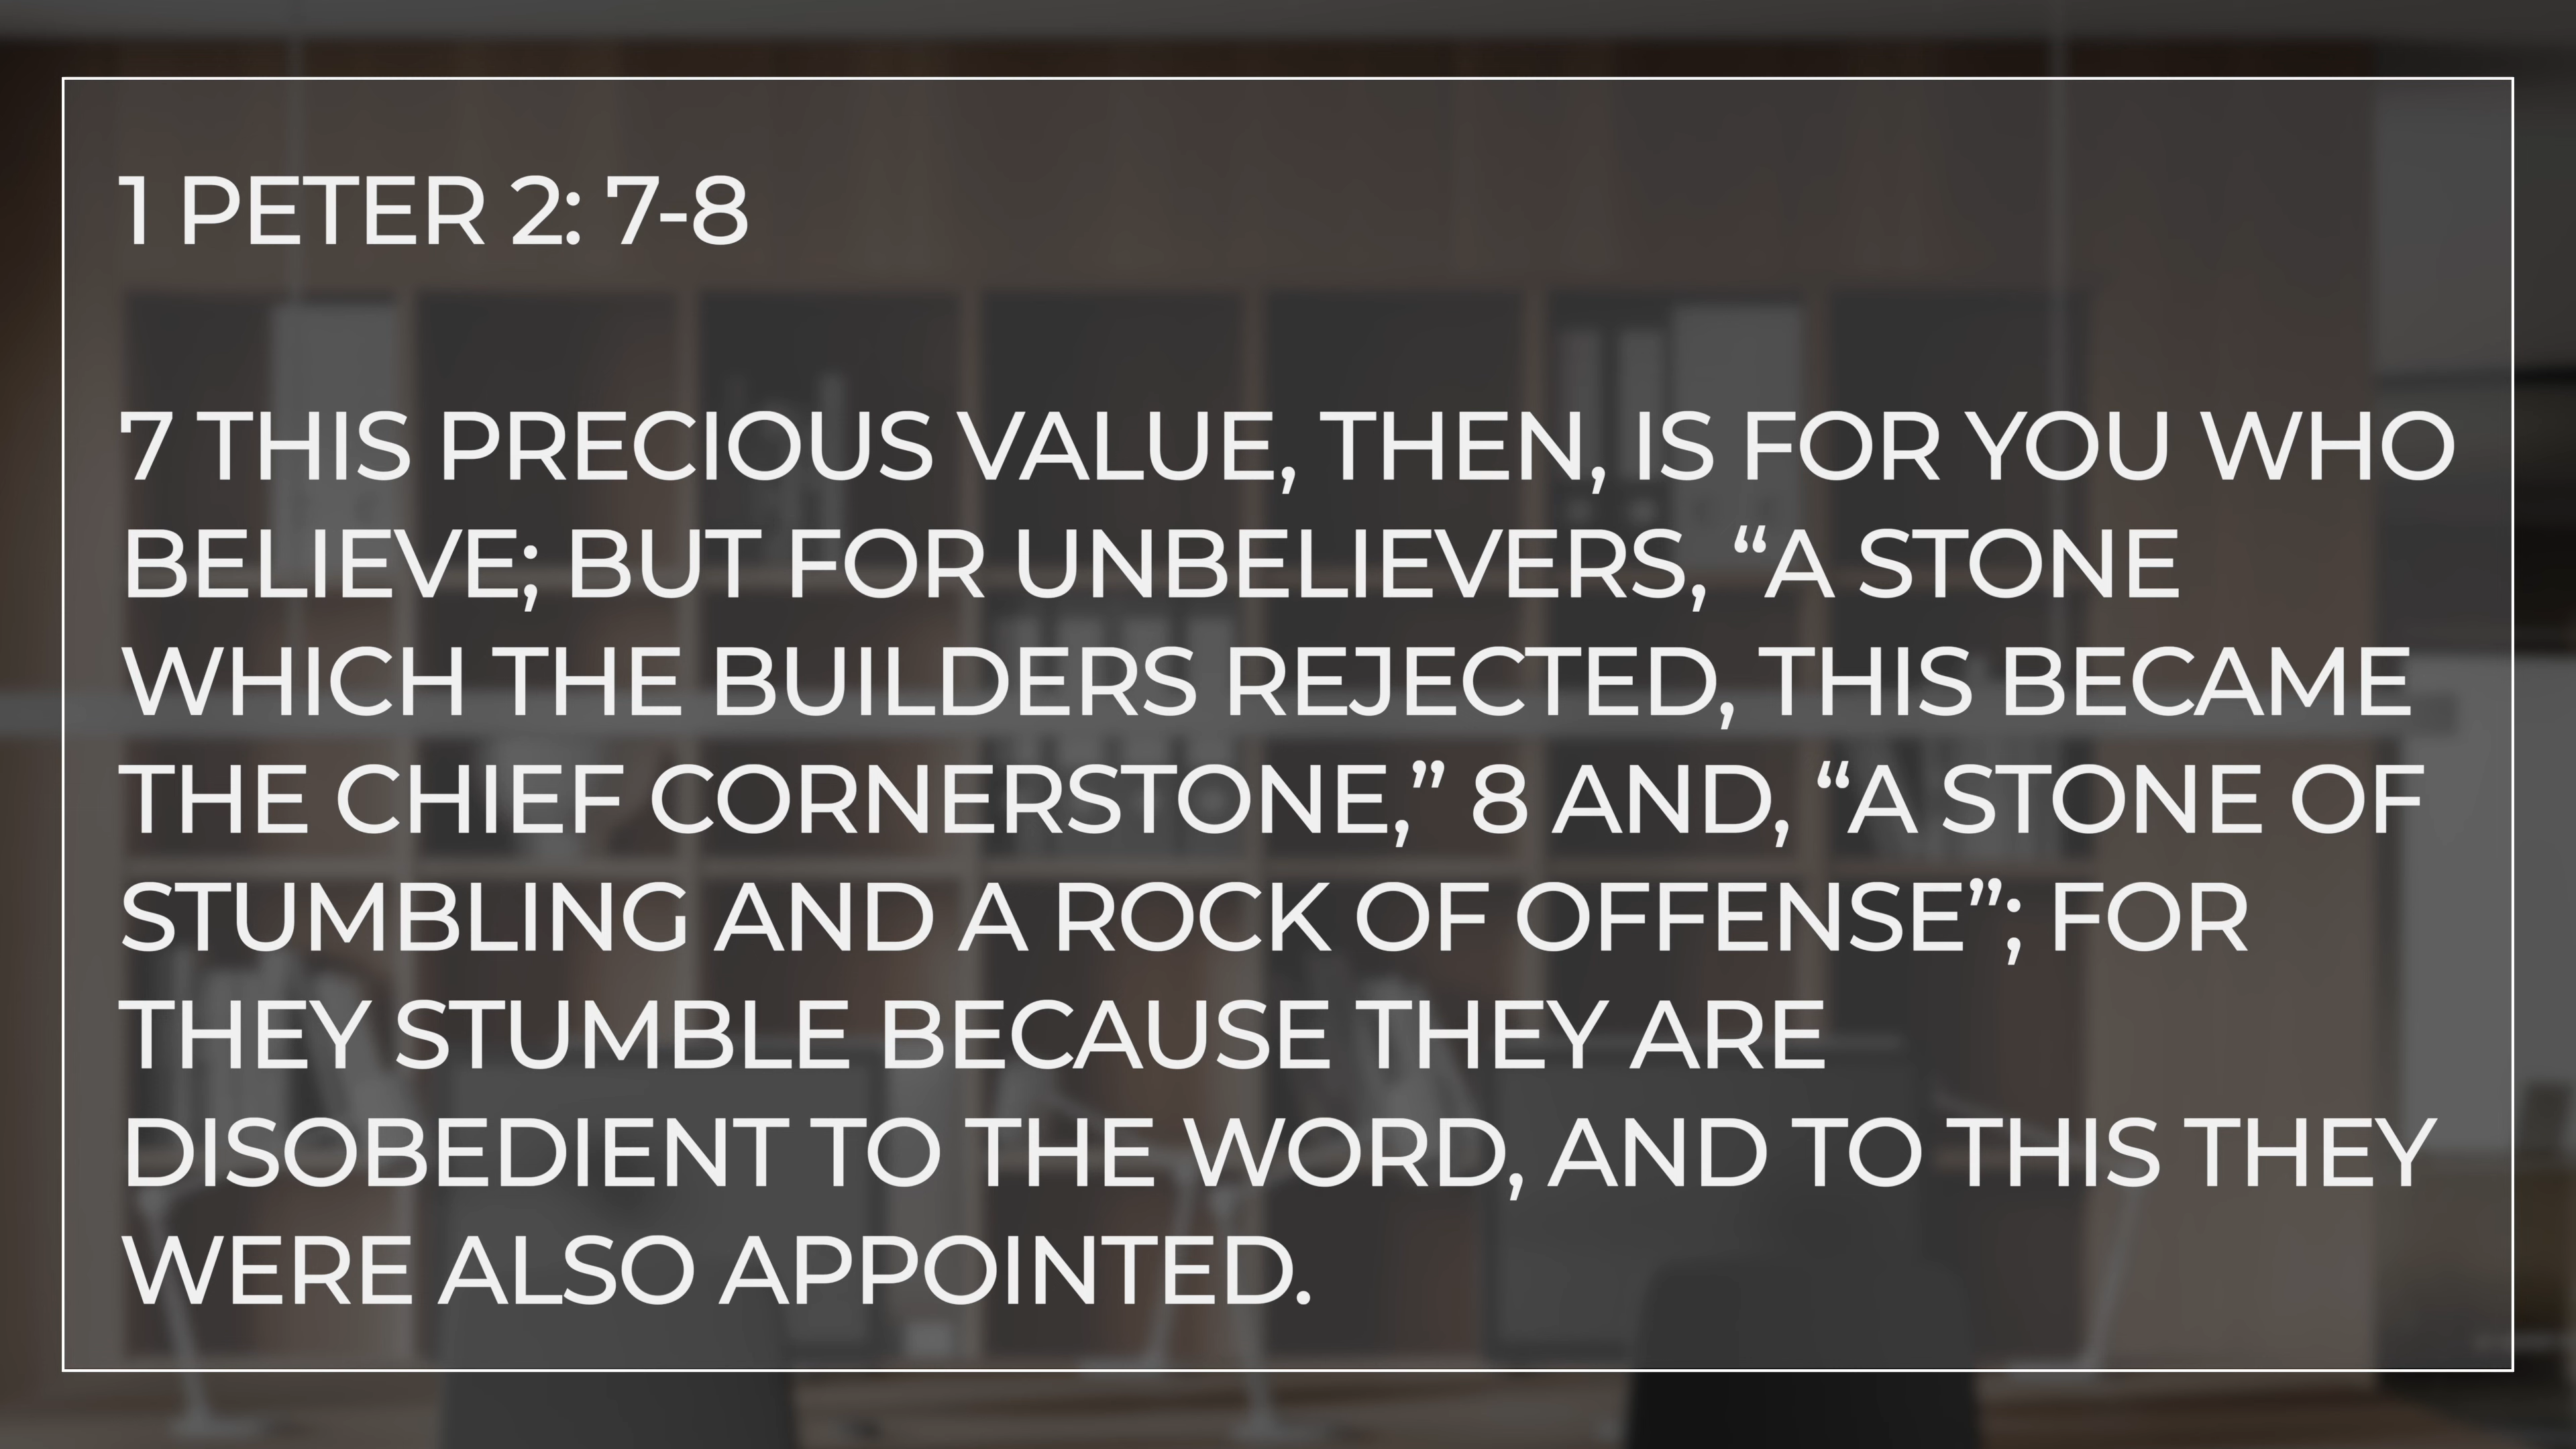 1 PETER 2: 7-8
7 THIS PRECIOUS VALUE, THEN, IS FOR YOU WHO
BELIEVE; BUT FOR UNBELIEVERS, “A STONE
WHICH THE BUILDERS REJECTED, THIS BECAME
THE CHIEF CORNERSTONE,” 8 AND, “A STONE OF
STUMBLING AND A ROCK OF OFFENSE”; FOR
THEY STUMBLE BECAUSE THEY ARE
DISOBEDIENT TO THE WORD, AND TO THIS THEY
WERE ALSO APPOINTED.